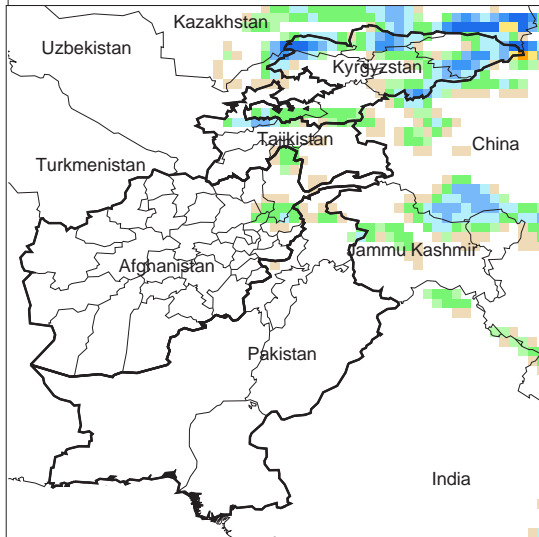 Kazakhstan
Uzbekistan
Kyrgyzstan
Tajikistan
China
Turkmenistan
Jammu Kashmir
Afghanistan
Pakistan
India